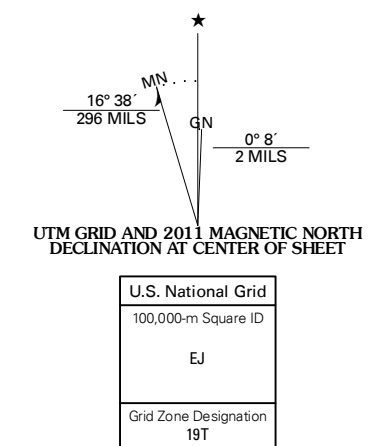 ★
MN
16° 38´
296 MILS
GN
0° 8´
2 MILS
UTM GRID AND 2011 MAGNETIC NORTH
DECLINATION AT CENTER OF SHEET
U.S. National Grid
100,000-m Square ID
EJ
Grid Zone Designation
19T